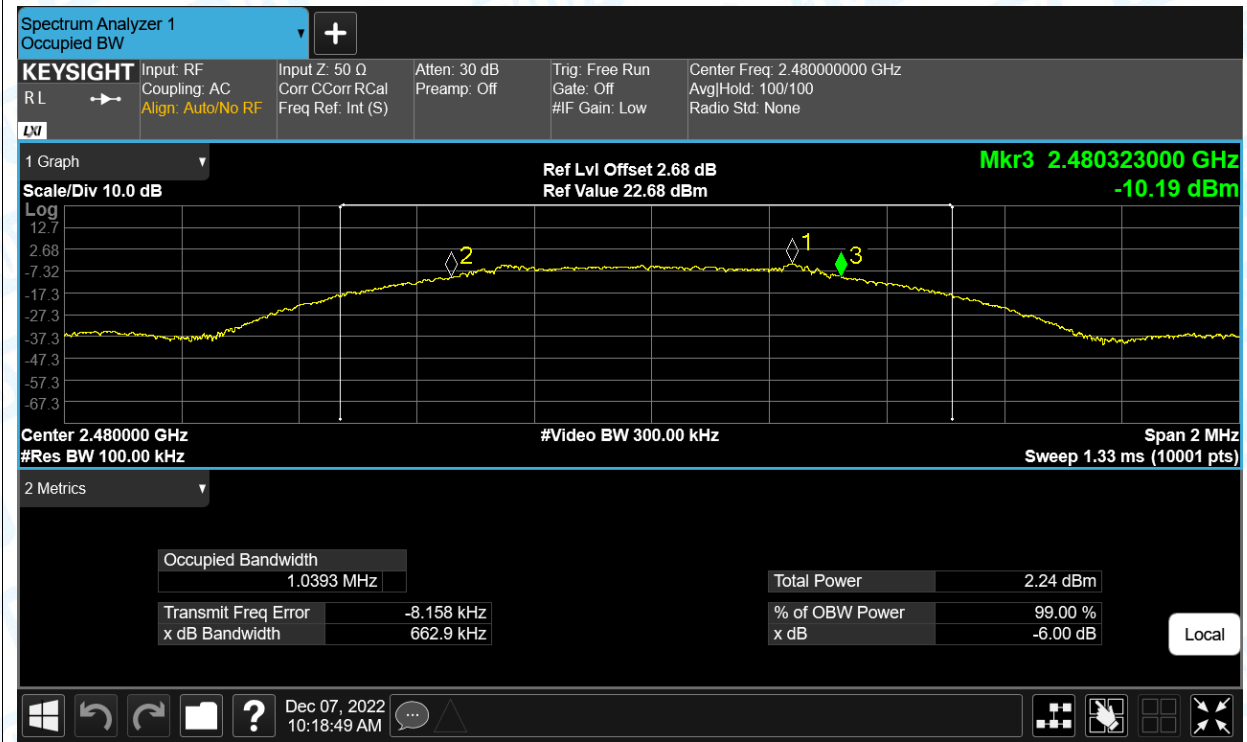 Spectrum Analyzer 1
Occupied BW
KEYSIGHT
R L
LXI
Input: RF
Coupling: AC
Align: Auto/No RF
Input Z: 50 Ω
Corr CCorr RCal
Freq Ref: Int (S)
Atten: 30 dB
Preamp: Off
Trig: Free Run
Gate: Off
#IF Gain: Low
Center Freq: 2.480000000 GHz
Avg|Hold: 100/100
Radio Std: None
1 Graph
Scale/Div 10.0 dB
Ref Lvl Offset 2.68 dB
Ref Value 22.68 dBm
Mkr3 2.480323000 GHz
-10.19 dBm
Log
12.7
2.68
-7.32
-17.3
-27.3
-37.3
-47.3
-57.3
-67.3
2
1
3
Center 2.480000 GHz
#Video BW 300.00 kHz
Span 2 MHz
#Res BW 100.00 kHz
Sweep 1.33 ms (10001 pts)
2 Metrics
Occupied Bandwidth
1.0393 MHz
Transmit Freq Error -8.158 kHz
x dB Bandwidth 662.9 kHz
Total Power 2.24 dBm
% of OBW Power 99.00 %
x dB -6.00 dB
Local
?
Dec 07, 2022
10:18:49 AM